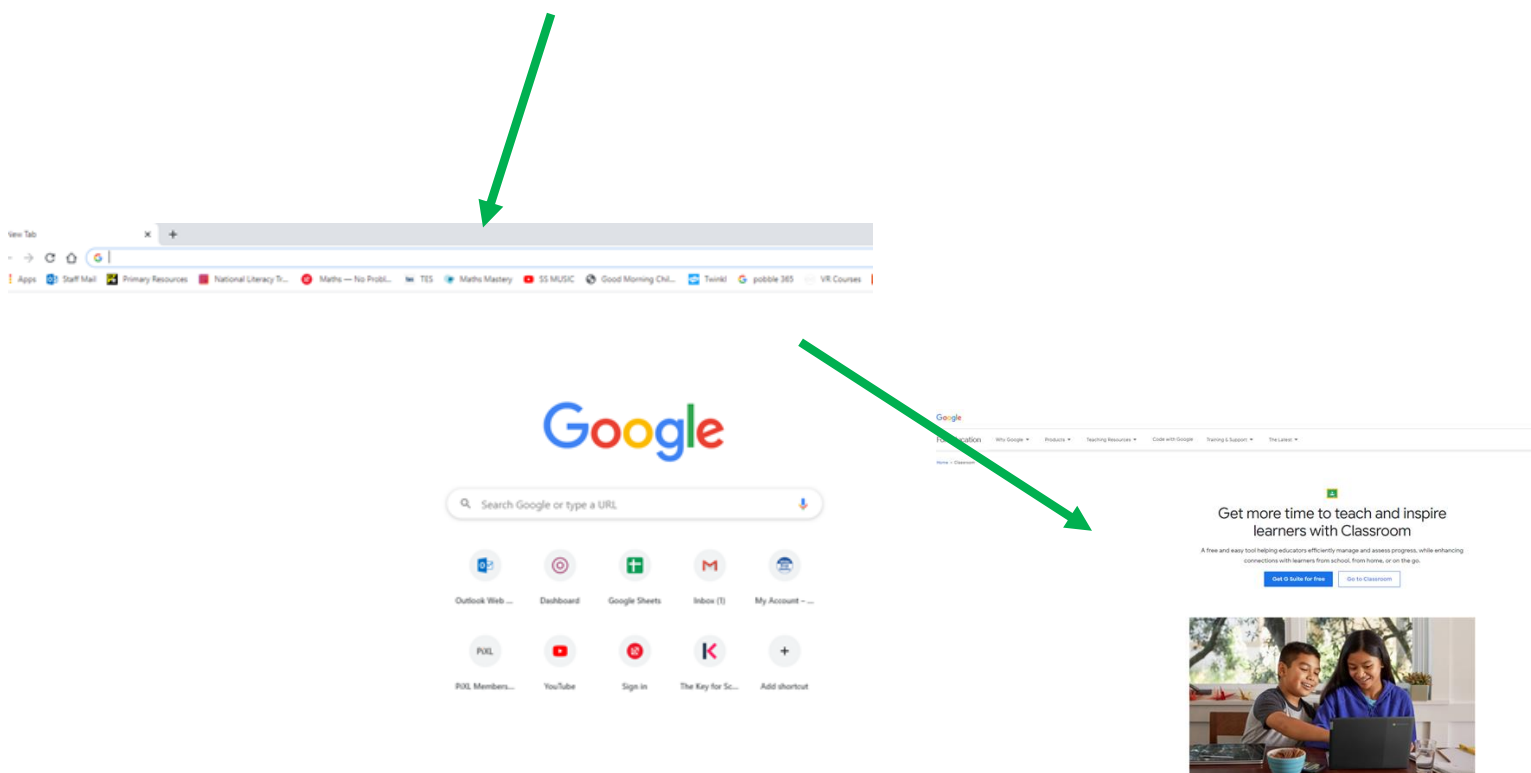 New Tab
Apps Staff Mail Primary Resources National Literacy Tr... Maths — No Probl... TES Maths Mastery SS MUSIC Good Morning Chil... Twinkl pobble 365 VR Courses
Google
Search Google or type a URL
Outlook Web ... Dashboard Google Sheets Inbox (1) My Account – ...
PiXL
PiXL Members... YouTube Sign in The Key for Sc... Add shortcut
Google
Why Google Products Teaching Resources Code with Google Training & Support The Latest
Home > Classroom
Get more time to teach and inspire
learners with Classroom
A free and easy tool helping educators efficiently manage and assess progress, while enhancing
connections with learners from school, from home, or on the go.
Get G Suite for free Go to Classroom